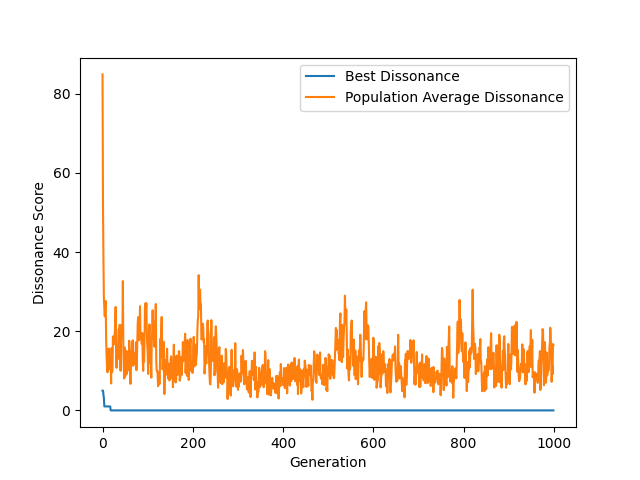 Best Dissonance
Population Average Dissonance
Dissonance Score
80
60
40
20
0
0 200 400 600 800 1000
Generation